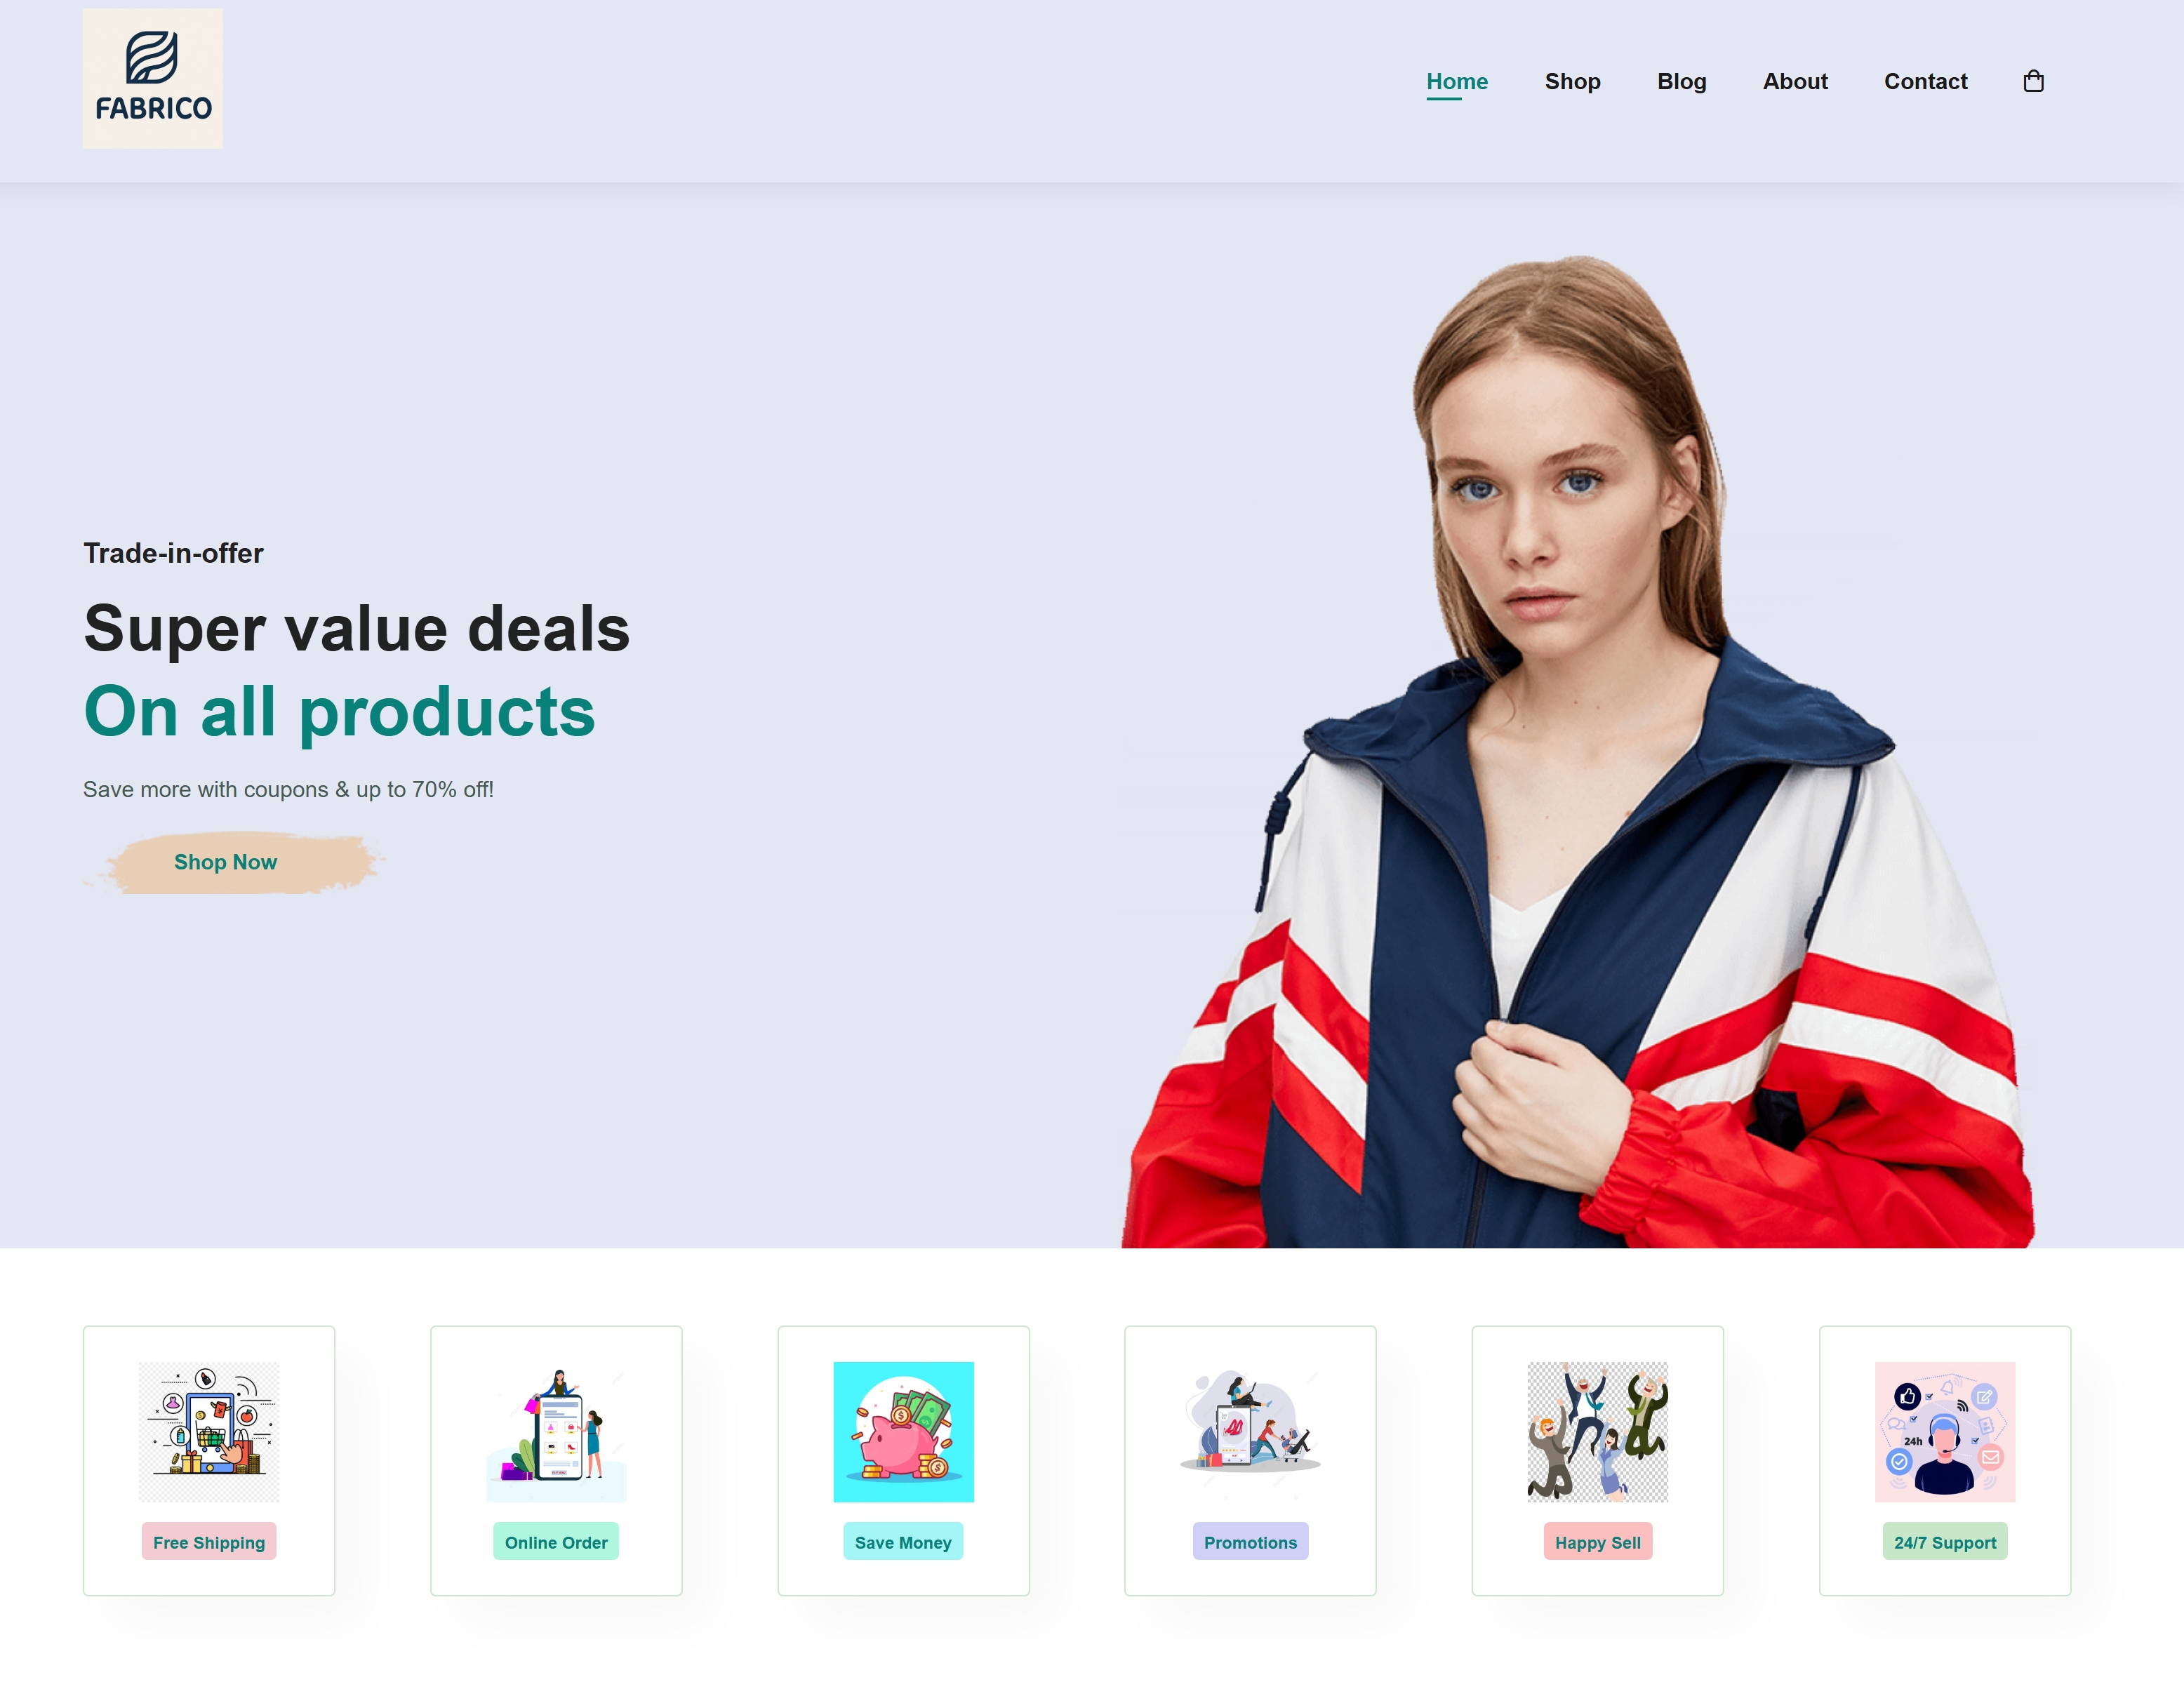 FABRICO
Home Shop Blog About Contact
Trade-in-offer
Super value deals
On all products
Save more with coupons & up to 70% off!
Shop Now
24h
Free Shipping
Online Order
Save Money
Promotions
Happy Sell
24/7 Support